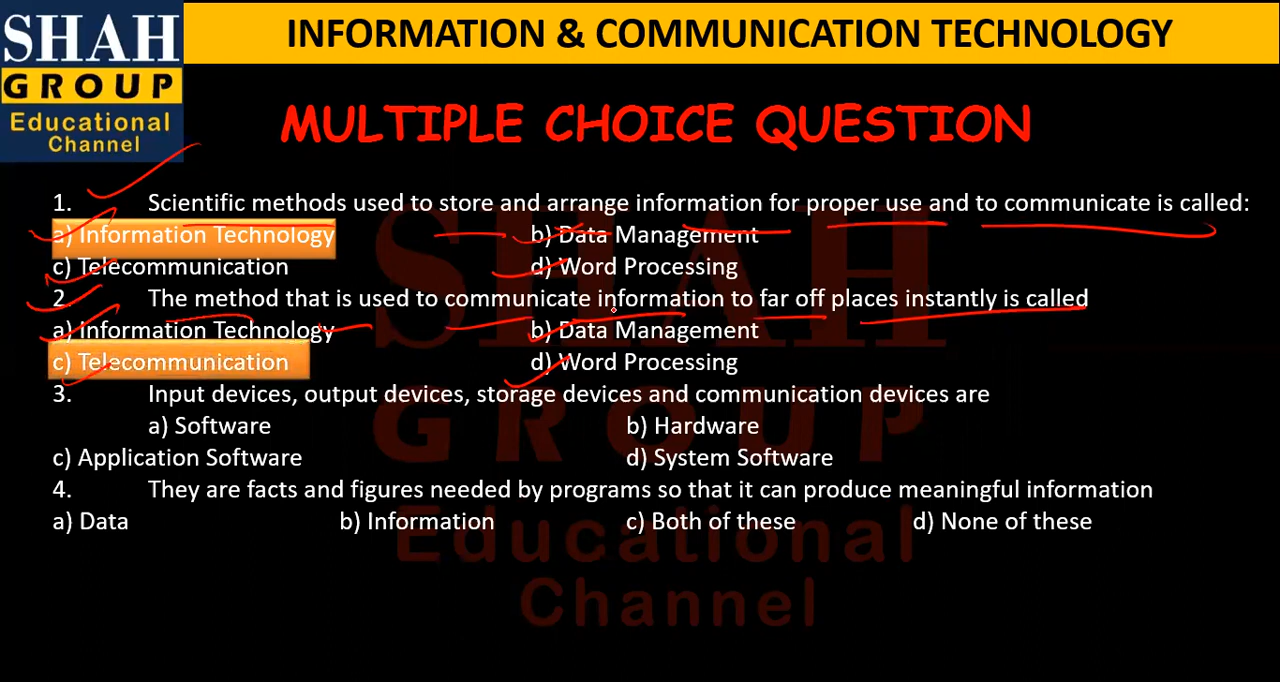 SHAH
GROUP
Educational
Channel
INFORMATION & COMMUNICATION TECHNOLOGY
MULTIPLE CHOICE QUESTION
1. Scientific methods used to store and arrange information for proper use and to communicate is called:
a) Information Technology b) Data Management
c) Telecommunication d) Word Processing
2. The method that is used to communicate information to far off places instantly is called
a) Information Technology b) Data Management
c) Telecommunication d) Word Processing
3. Input devices, output devices, storage devices and communication devices are
a) Software b) Hardware
c) Application Software d) System Software
4. They are facts and figures needed by programs so that it can produce meaningful information
a) Data b) Information c) Both of these d) None of these
SHAH
GROUP
Educational
Channel